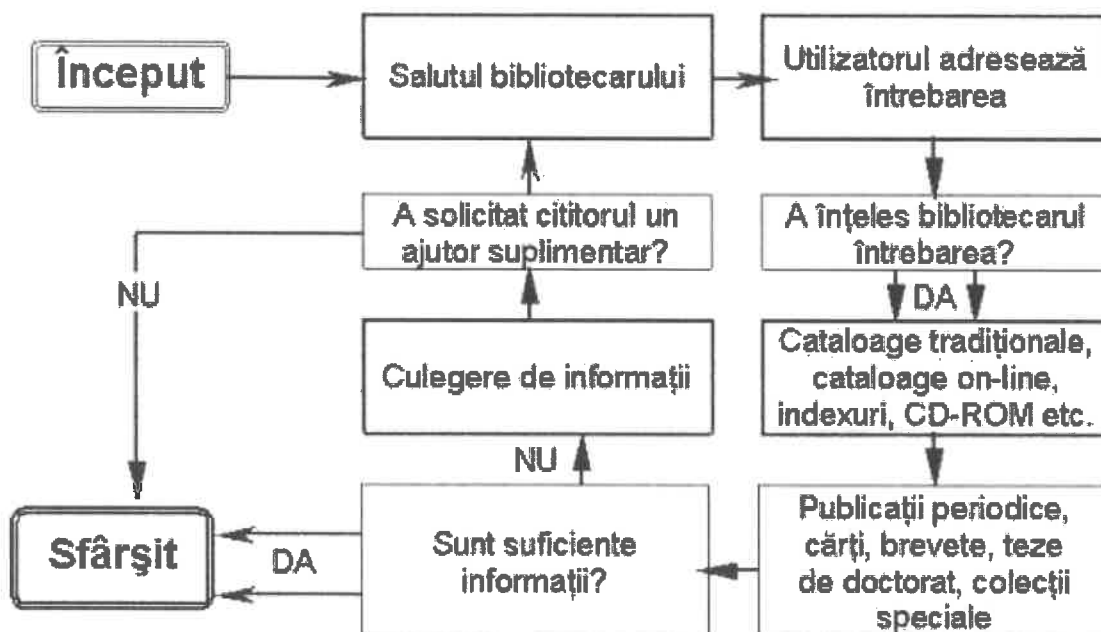 Început
Salutul bibliotecarului
Utilizatorul adresează
întrebarea
A solicitat cititorul un
ajutor suplimentar?
A înțeles bibliotecarul
întrebarea?
NU
DA
Culegere de informații
Cataloage tradiționale,
cataloage on-line,
indexuri, CD-ROM etc.
NU
Sfârşit
DA
Sunt suficiente
informații?
Publicații periodice,
cărți, brevete, teze
de doctorat, colecții
speciale